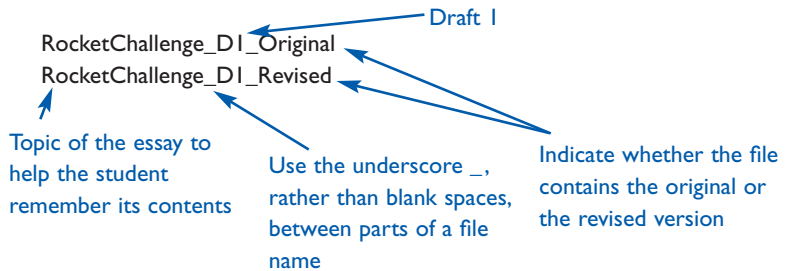 Draft 1
RocketChallenge_D1_Original
RocketChallenge_D1_Revised
Topic of the essay to
help the student
remember its contents
Use the underscore _,
rather than blank spaces,
between parts of a file
name
Indicate whether the file
contains the original or
the revised version